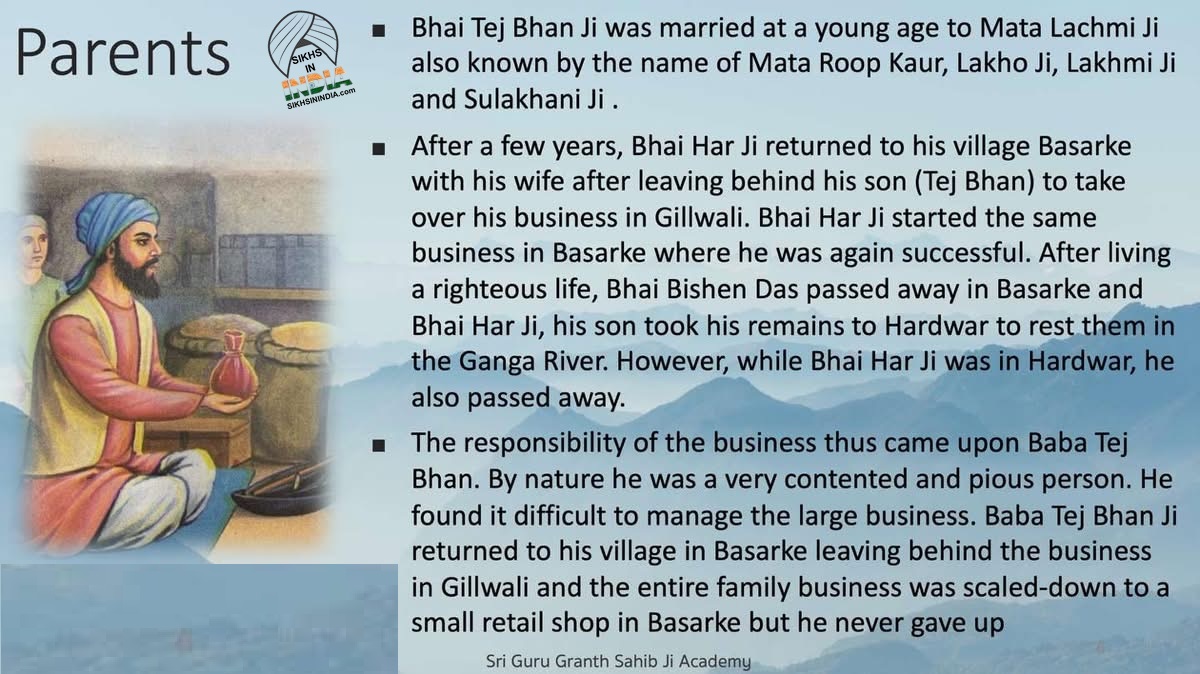 Parents
SIKHS
IN
INDIA
SIKHSININDIA.com
■ Bhai Tej Bhan Ji was married at a young age to Mata Lachmi Ji
also known by the name of Mata Roop Kaur, Lakho Ji, Lakhmi Ji
and Sulakhani Ji .
■ After a few years, Bhai Har Ji returned to his village Basarke
with his wife after leaving behind his son (Tej Bhan) to take
over his business in Gillwali. Bhai Har Ji started the same
business in Basarke where he was again successful. After living
a righteous life, Bhai Bishen Das passed away in Basarke and
Bhai Har Ji, his son took his remains to Hardwar to rest them in
the Ganga River. However, while Bhai Har Ji was in Hardwar, he
also passed away.
■ The responsibility of the business thus came upon Baba Tej
Bhan. By nature he was a very contented and pious person. He
found it difficult to manage the large business. Baba Tej Bhan Ji
returned to his village in Basarke leaving behind the business
in Gillwali and the entire family business was scaled-down to a
small retail shop in Basarke but he never gave up
Sri Guru Granth Sahib Ji Academy